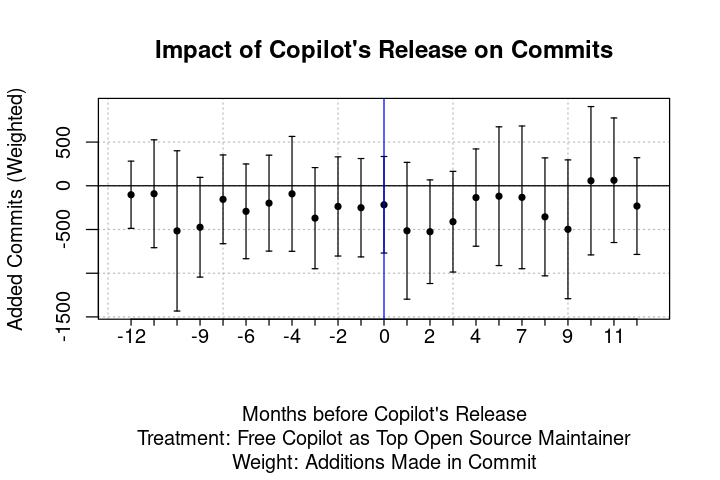 Impact of Copilot's Release on Commits
Added Commits (Weighted)
500
0
-500
-1500
-12 -9 -6 -4 -2 0 2 4 7 9 11
Months before Copilot's Release
Treatment: Free Copilot as Top Open Source Maintainer
Weight: Additions Made in Commit